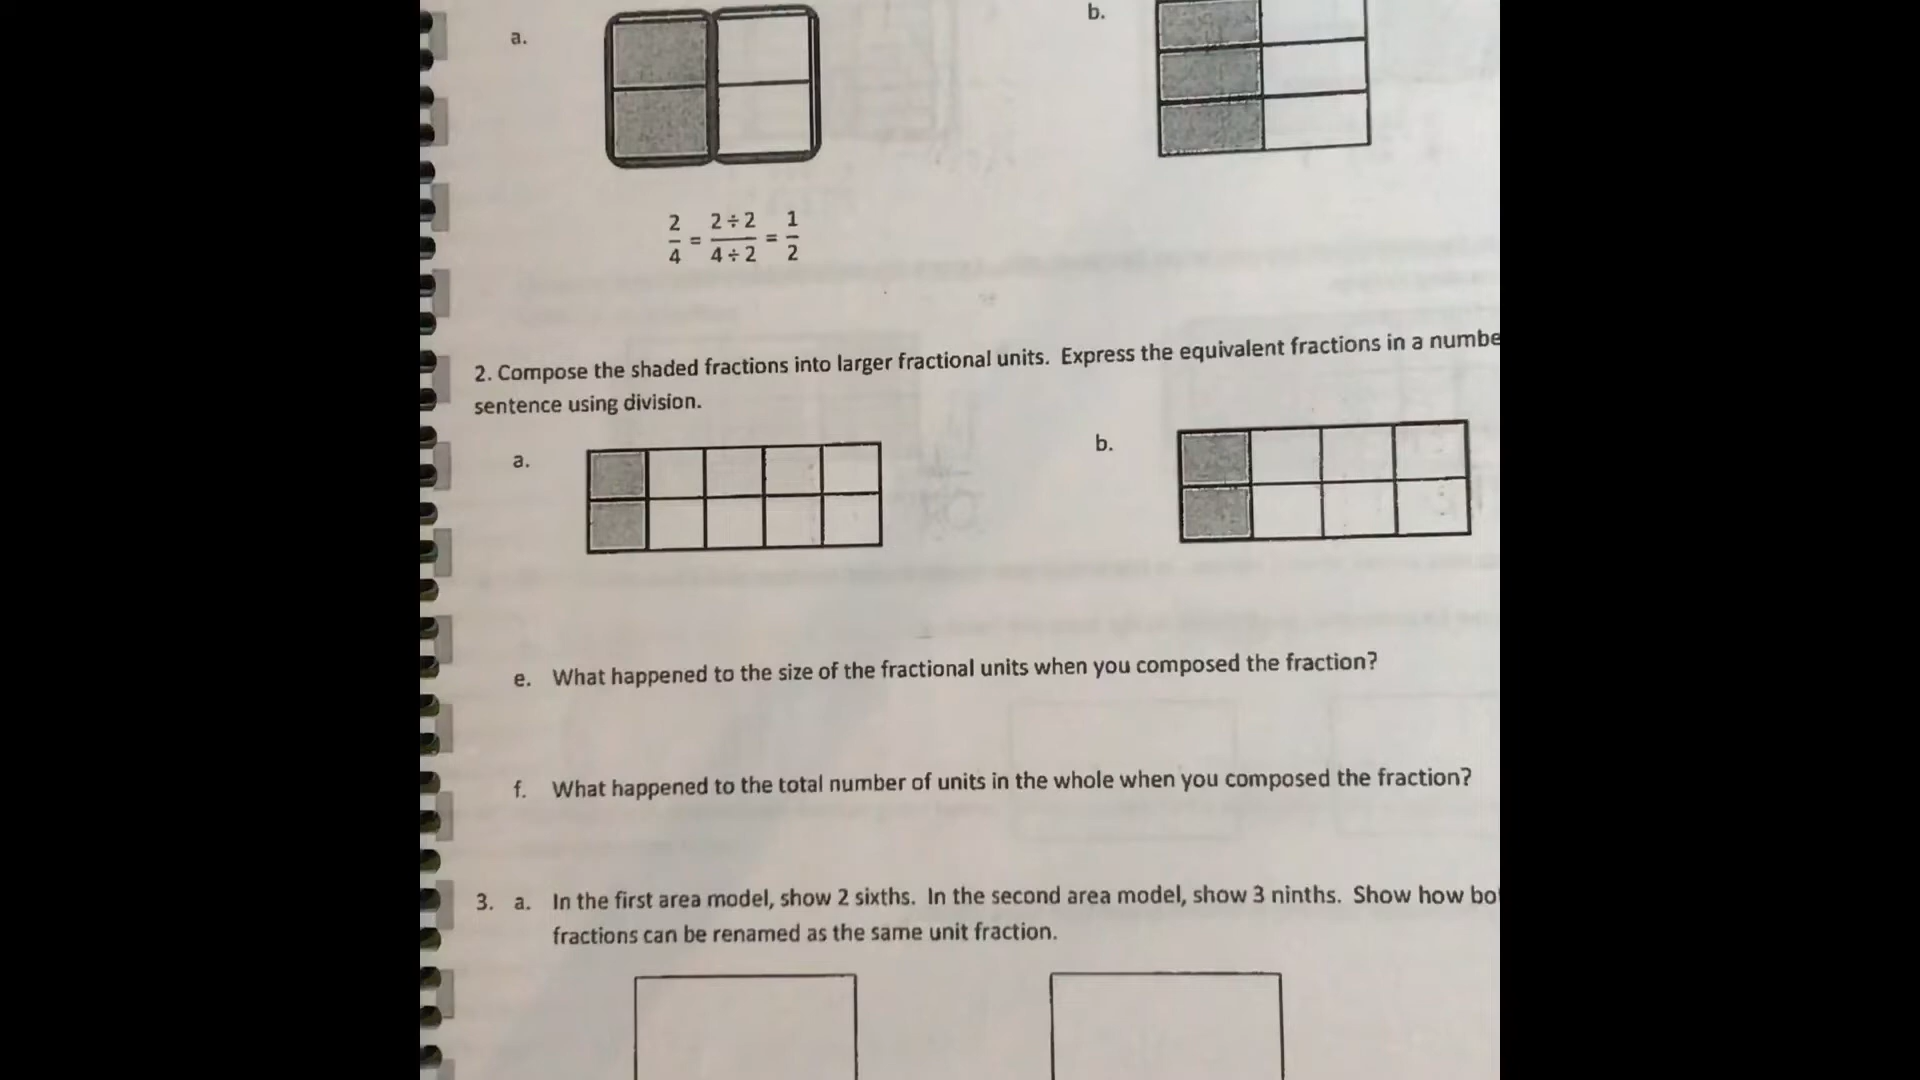 a.
b.
2/4 = 2÷2/4÷2 = 1/2
2. Compose the shaded fractions into larger fractional units. Express the equivalent fractions in a numbe
sentence using division.
a.
b.
e. What happened to the size of the fractional units when you composed the fraction?
f. What happened to the total number of units in the whole when you composed the fraction?
3. a. In the first area model, show 2 sixths. In the second area model, show 3 ninths. Show how bo
fractions can be renamed as the same unit fraction.